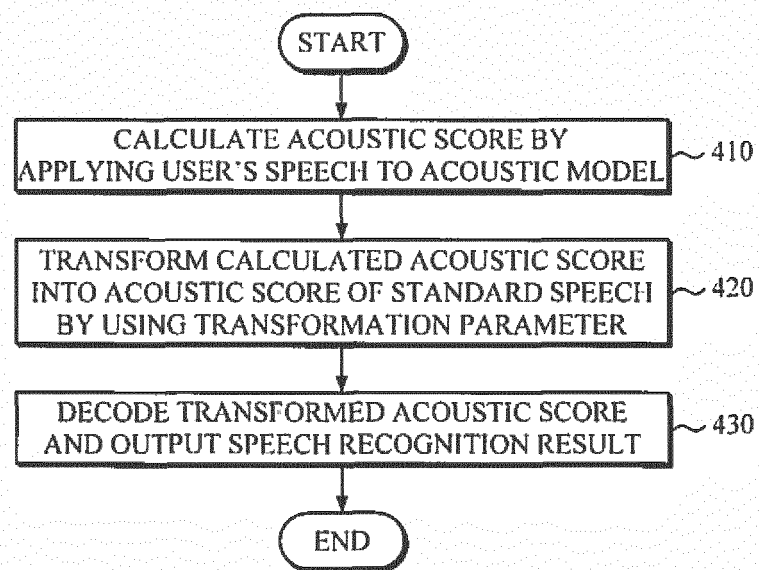 START
CALCULATE ACOUSTIC SCORE BY
APPLYING USER'S SPEECH TO ACOUSTIC MODEL
410
TRANSFORM CALCULATED ACOUSTIC SCORE
INTO ACOUSTIC SCORE OF STANDARD SPEECH
BY USING TRANSFORMATION PARAMETER
420
DECODE TRANSFORMED ACOUSTIC SCORE
AND OUTPUT SPEECH RECOGNITION RESULT
430
END